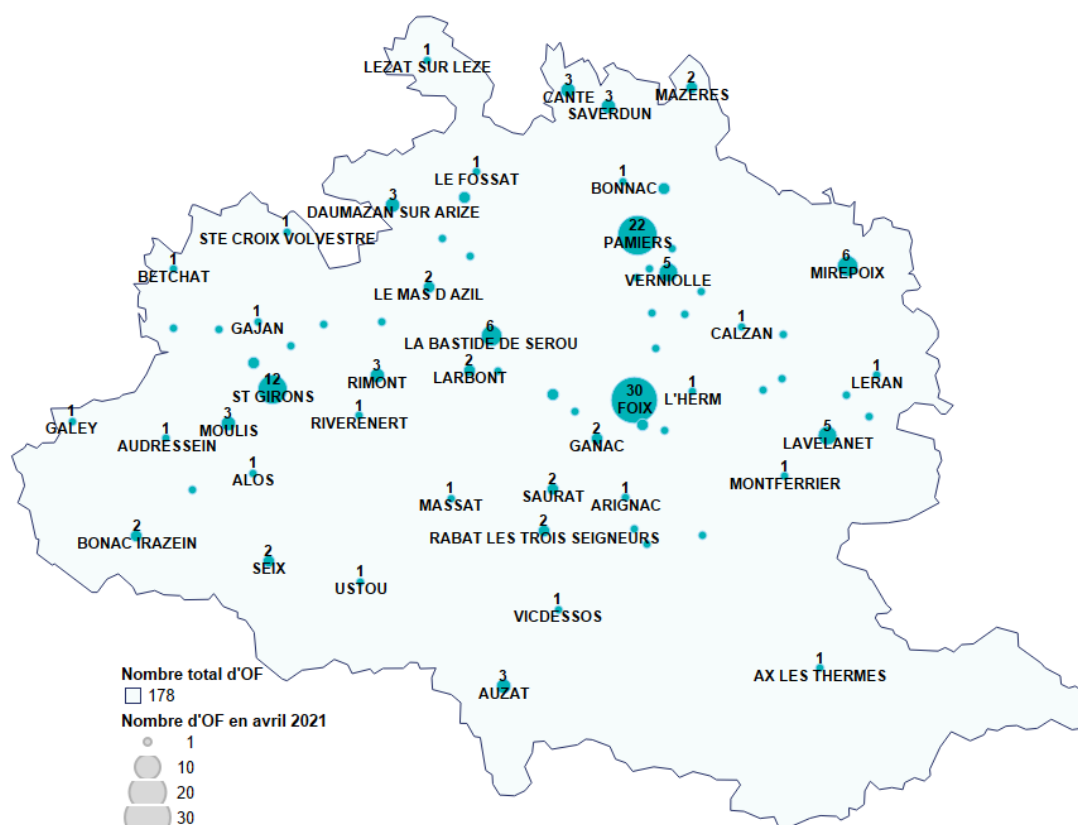 1
LEZAT SUR LEZE
3
CANTE
3
SAVERDUN
2
MAZERES
1
LE FOSSAT
1
BONNAC
3
DAUMAZAN SUR ARIZE
1
STE CROIX VOLVESTRE
22
PAMIERS
1
BETCHAT
5
VERNIOLLE
6
MIREPOIX
2
LE MAS D AZIL
1
GAJAN
6
LA BASTIDE DE SEROU
1
CALZAN
12
ST GIRONS
3
RIMONT
2
LARBONT
30
FOIX
1
L'HERM
1
LERAN
1
GALEY
1
AUDRESSEIN
3
MOULIS
1
RIVERENERT
2
GANAC
5
LAVELANET
1
ALOS
1
MASSAT
2
SAURAT
1
ARIGNAC
1
MONTFERRIER
2
BONAC IRAZEIN
2
SEIX
2
RABAT LES TROIS SEIGNEURS
1
USTOU
1
VICDESSOS
3
AUZAT
1
AX LES THERMES
Nombre total d'OF
178
Nombre d'OF en avril 2021
1
10
20
30